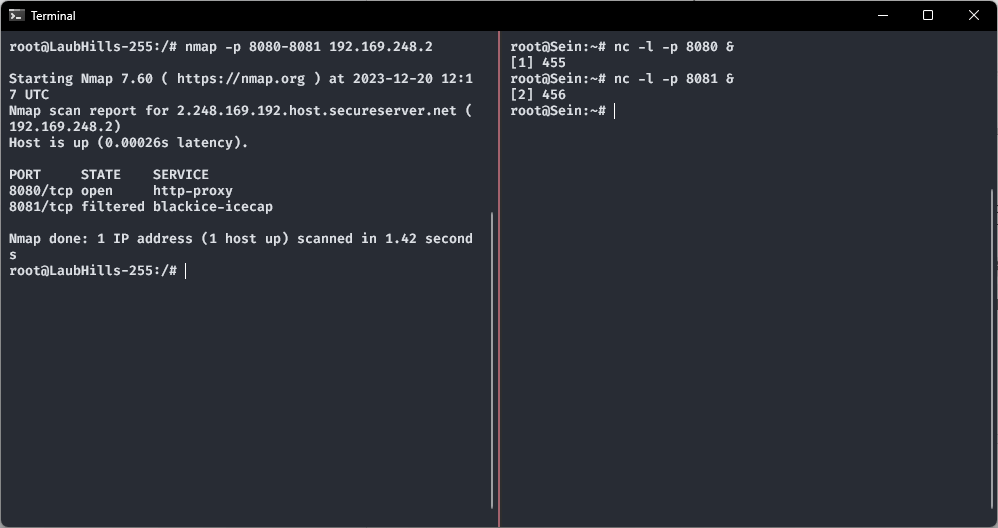 Terminal
root@LaubHills-255:/# nmap -p 8080-8081 192.169.248.2
Starting Nmap 7.60 ( https://nmap.org ) at 2023-12-20 12:1
7 UTC
Nmap scan report for 2.248.169.192.host.secureserver.net (
192.169.248.2)
Host is up (0.00026s latency).
PORT     STATE    SERVICE
8080/tcp open     http-proxy
8081/tcp filtered blackice-icecap
Nmap done: 1 IP address (1 host up) scanned in 1.42 second
s
root@LaubHills-255:/#
root@Sein:~# nc -l -p 8080 &
[1] 455
root@Sein:~# nc -l -p 8081 &
[2] 456
root@Sein:~#